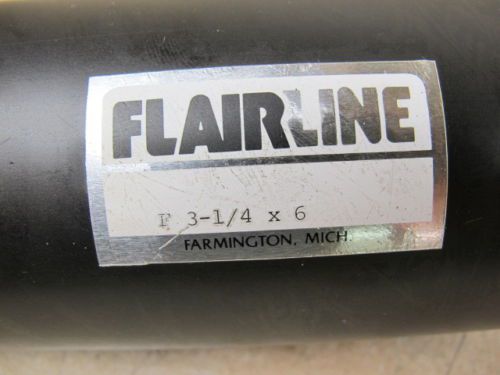 FLAIRLINE
F 3-1/4 x 6
FARMINGTON, MICH.